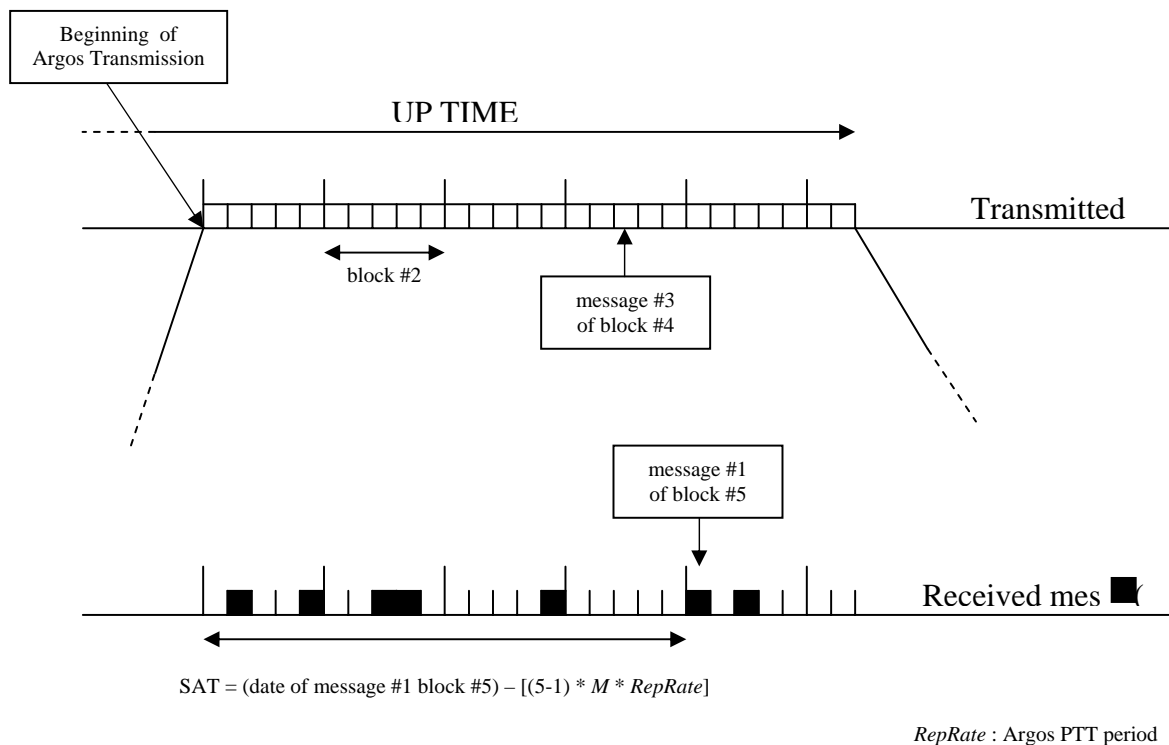 Beginning of
Argos Transmission
UP TIME
Transmitted
block #2
message #3
of block #4
message #1
of block #5
Received mes
SAT = (date of message #1 block #5) – [(5-1) * M * RepRate]
RepRate : Argos PTT period